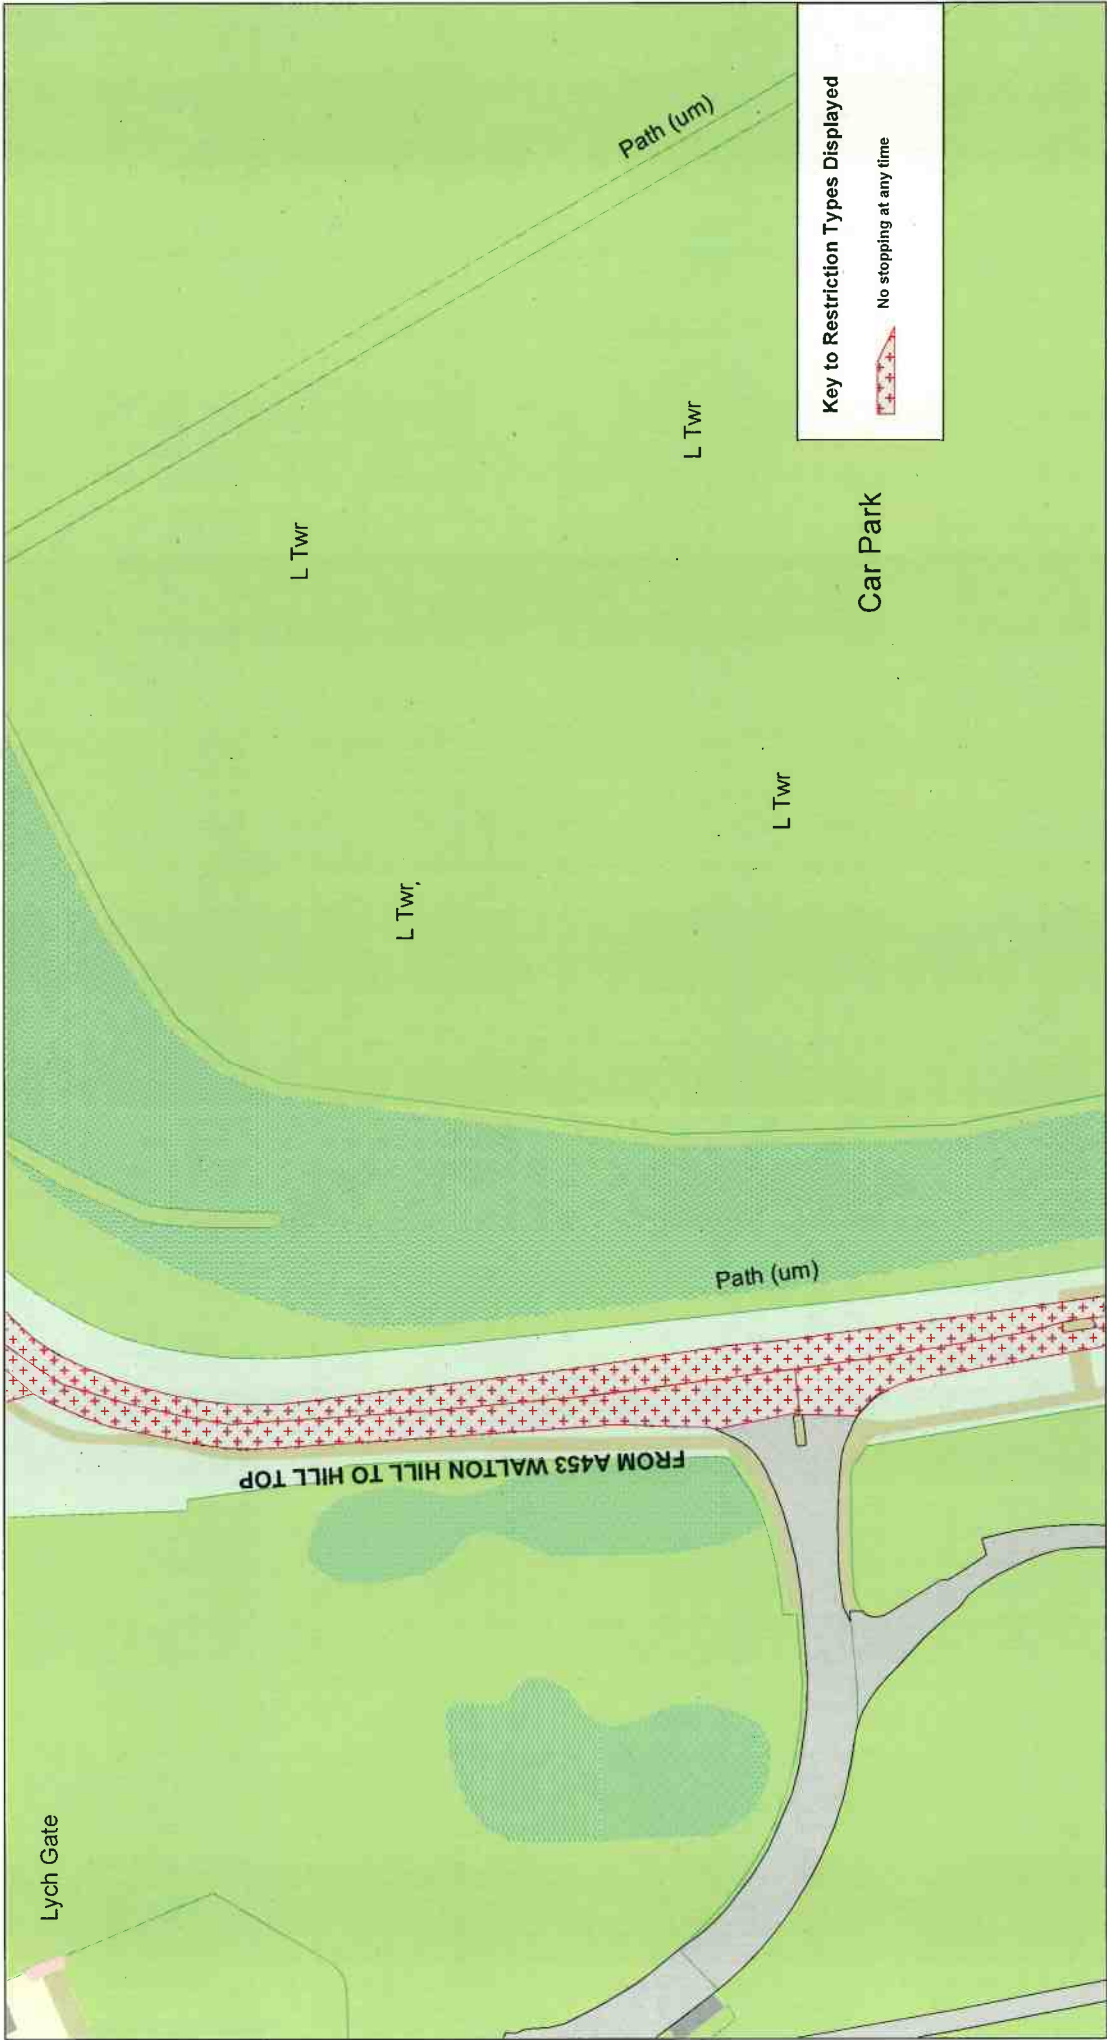 Lych Gate
FROM A453 WALTON HILL TO HILL TOP
Path (um)
L Twr
L Twr
L Twr
L Twr
Car Park
Path (um)
Key to Restriction Types Displayed
No stopping at any time